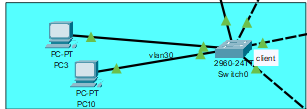 PC-PT
PC3
vlan30
PC-PT
PC10
2960-24TT
Switch0
client